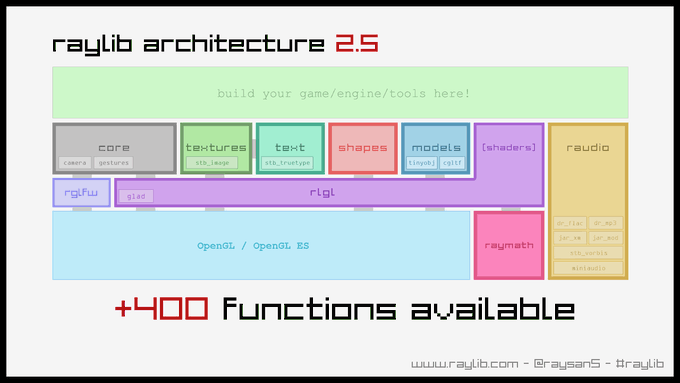 raylib architecture 2.5
build your game/engine/tools here!
core
camera gestures
textures
stb_image
text
stb_truetype
shapes
models
tinyobj cgltf
[shaders]
raudio
dr_flac dr_mp3
jar_xm jar_mod
stb_vorbis
miniaudio
rglfw
glad
rlgl
OpenGL / OpenGL ES
raymath
+400 functions available
www.raylib.com - @raysan5 - #raylib